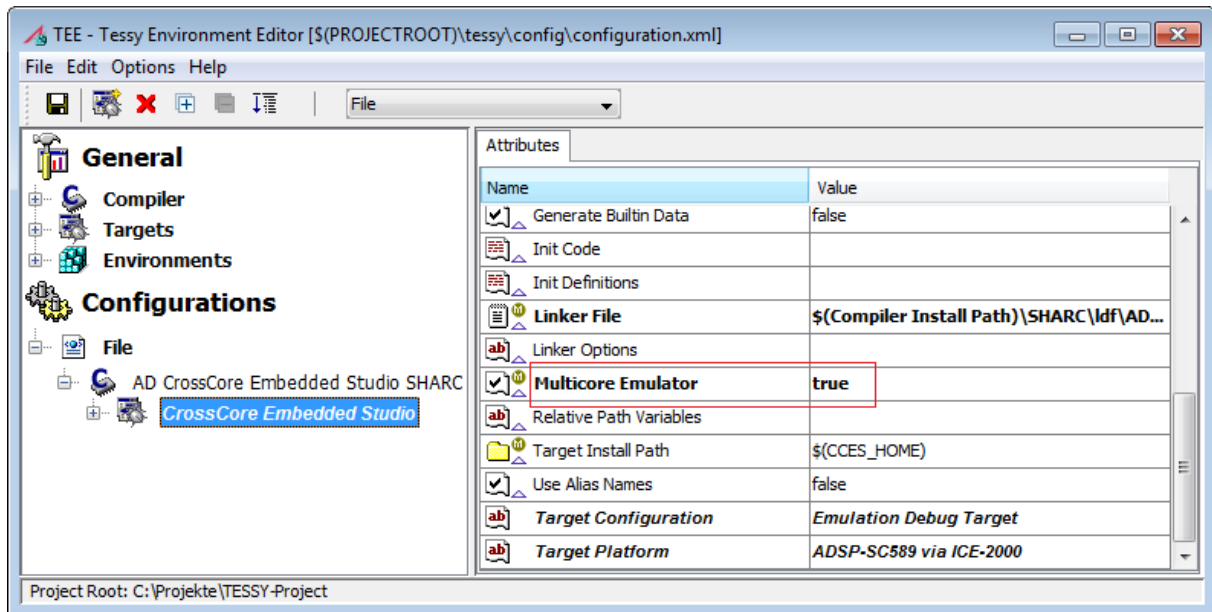 TEE - Tessy Environment Editor [$(PROJECTROOT)\tessy\config\configuration.xml]
File Edit Options Help
File
General
Compiler
Targets
Environments
Configurations
File
AD CrossCore Embedded Studio SHARC
CrossCore Embedded Studio
Attributes
Name Value
Generate Builtin Data false
Init Code
Init Definitions
Linker File $(Compiler Install Path)\SHARC\ldf\AD...
ab Linker Options
Multicore Emulator true
ab Relative Path Variables
Target Install Path $(CCES_HOME)
Use Alias Names false
ab Target Configuration Emulation Debug Target
ab Target Platform ADSP-SC589 via ICE-2000
Project Root: C:\Projekte\TESSY-Project